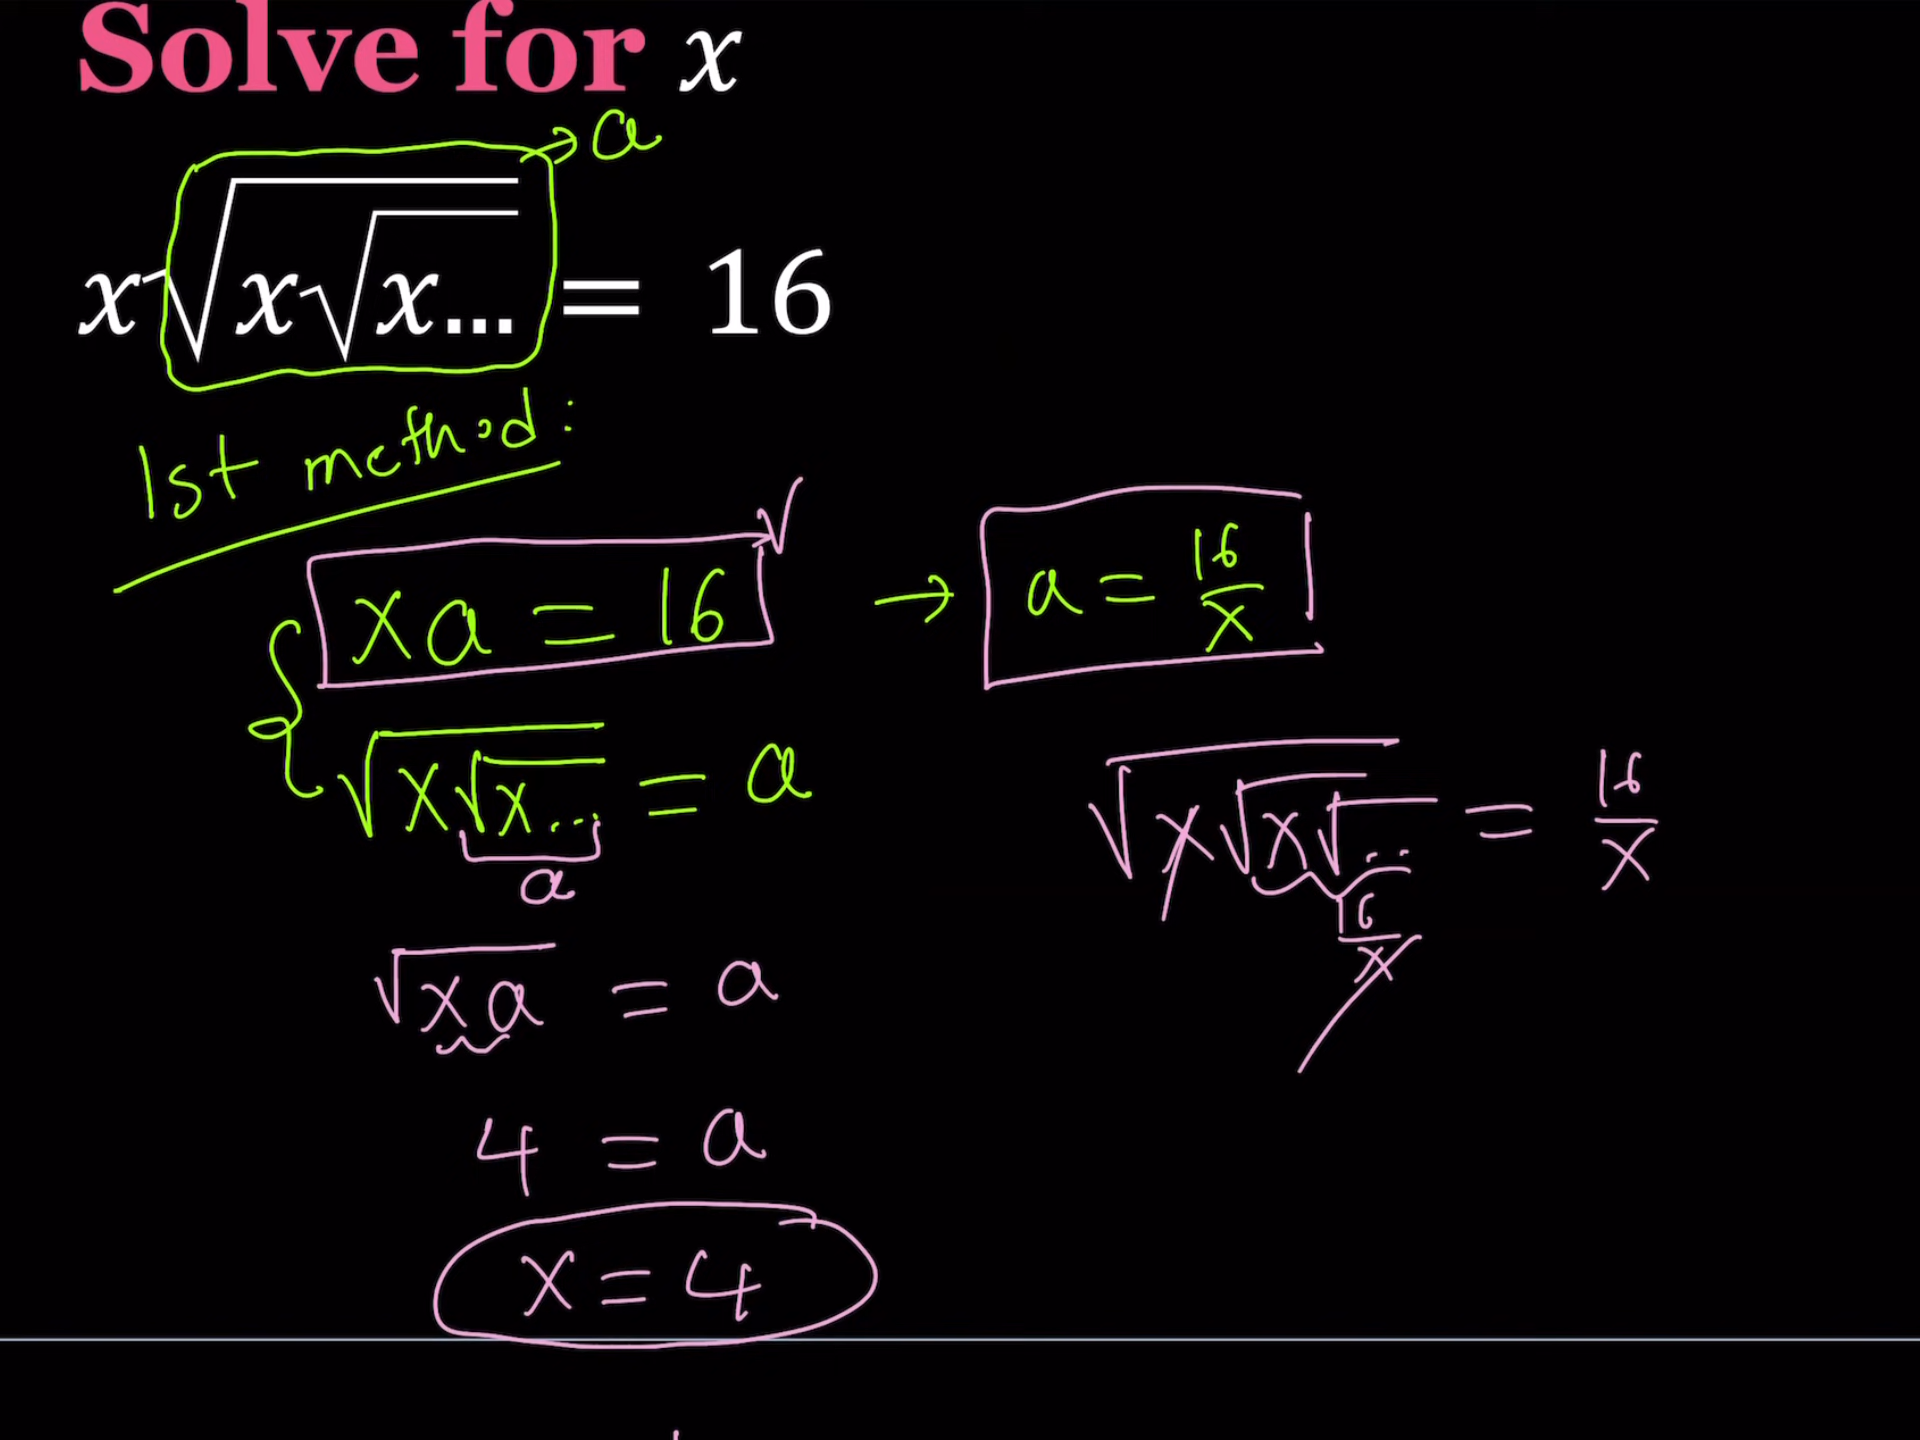 Solve for x
→ a
x√(x√(x...)) = 16
1st method:
xa = 16 √ → a = 16/x
√(x√(x...)) = a
a
√(x√(x√...)) = 16/x
16/x
√(xa) = a
4 = a
x = 4